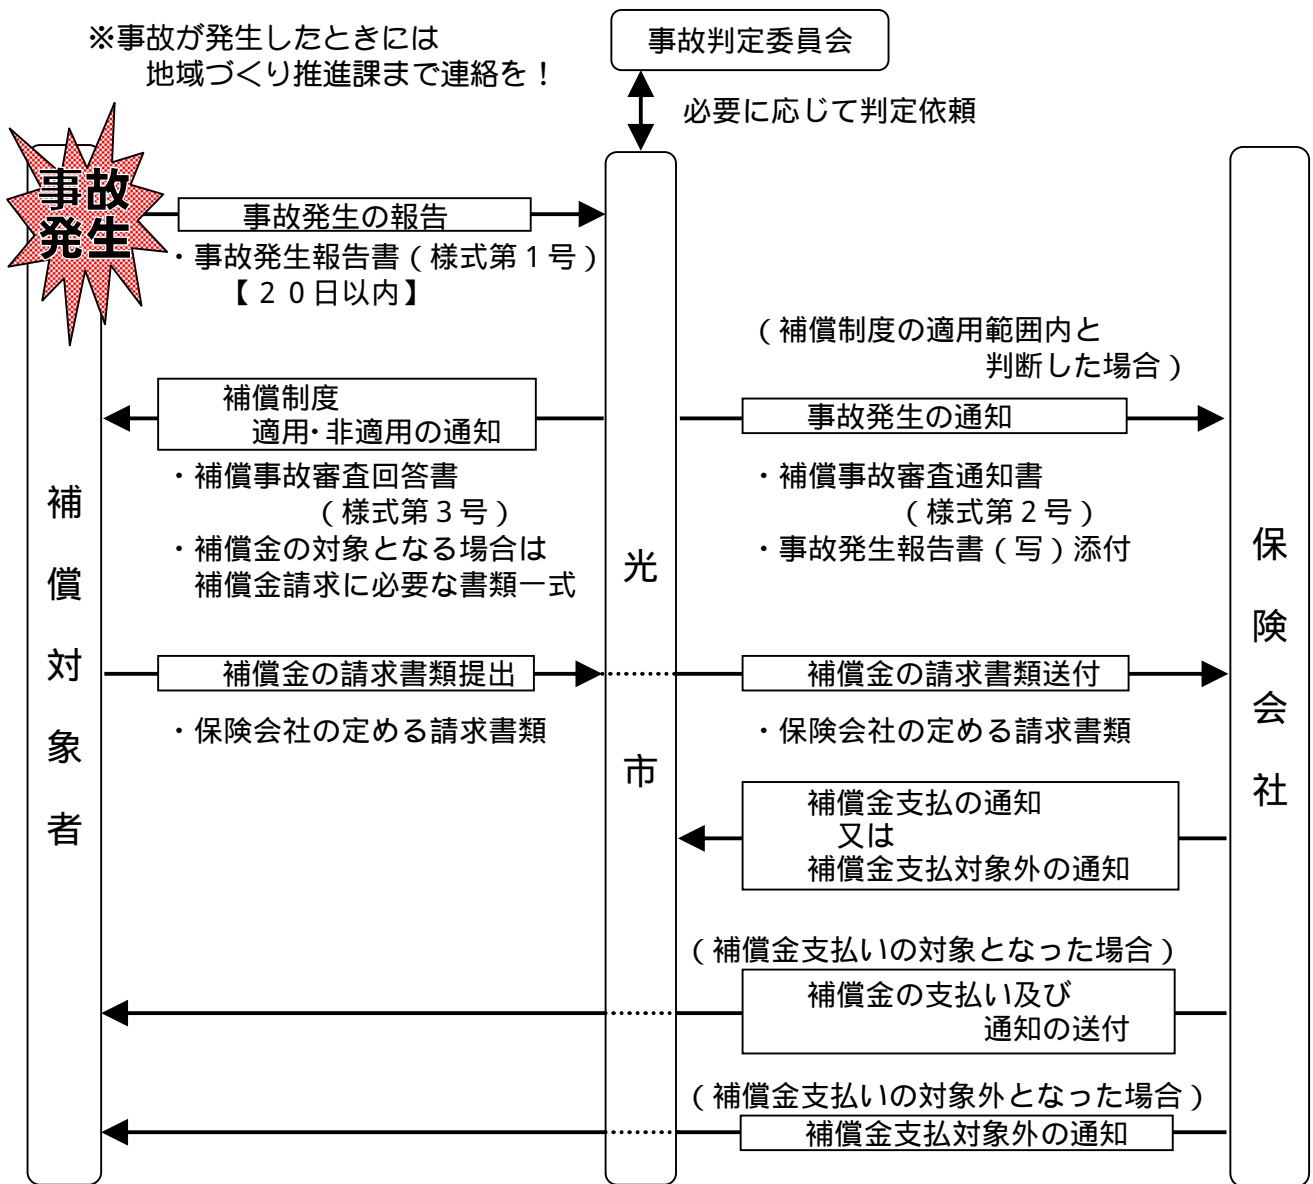 ※事故が発生したときには
地域づくり推進課まで連絡を！
事故判定委員会
必要に応じて判定依頼
事故
発生
事故発生の報告
・事故発生報告書（様式第１号）
【２０日以内】
（補償制度の適用範囲内と
判断した場合）
補償制度
適用・非適用の通知
事故発生の通知
・補償事故審査回答書
（様式第３号）
・補償金の対象となる場合は
補償金請求に必要な書類一式
・補償事故審査通知書
（様式第２号）
・事故発生報告書（写）添付
補償対象者
光市
保険会社
補償金の請求書類提出
補償金の請求書類送付
・保険会社の定める請求書類
・保険会社の定める請求書類
補償金支払の通知
又は
補償金支払対象外の通知
（補償金支払いの対象となった場合）
補償金の支払い及び
通知の送付
（補償金支払いの対象外となった場合）
補償金支払対象外の通知